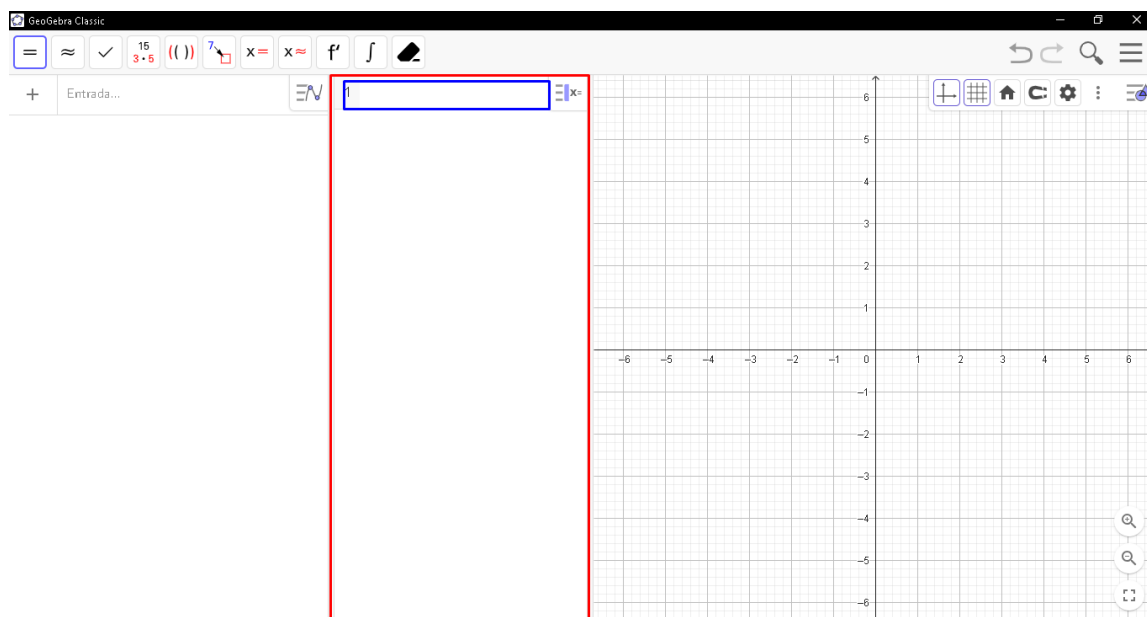 GeoGebra Classic
= ≈ ✓ 15 3·5 (( )) 7 x= x≈ f′ ∫
+ Entrada...
1
x=
6
5
4
3
2
1
–6 –5 –4 –3 –2 –1 0 1 2 3 4 5 6
–1
–2
–3
–4
–5
–6